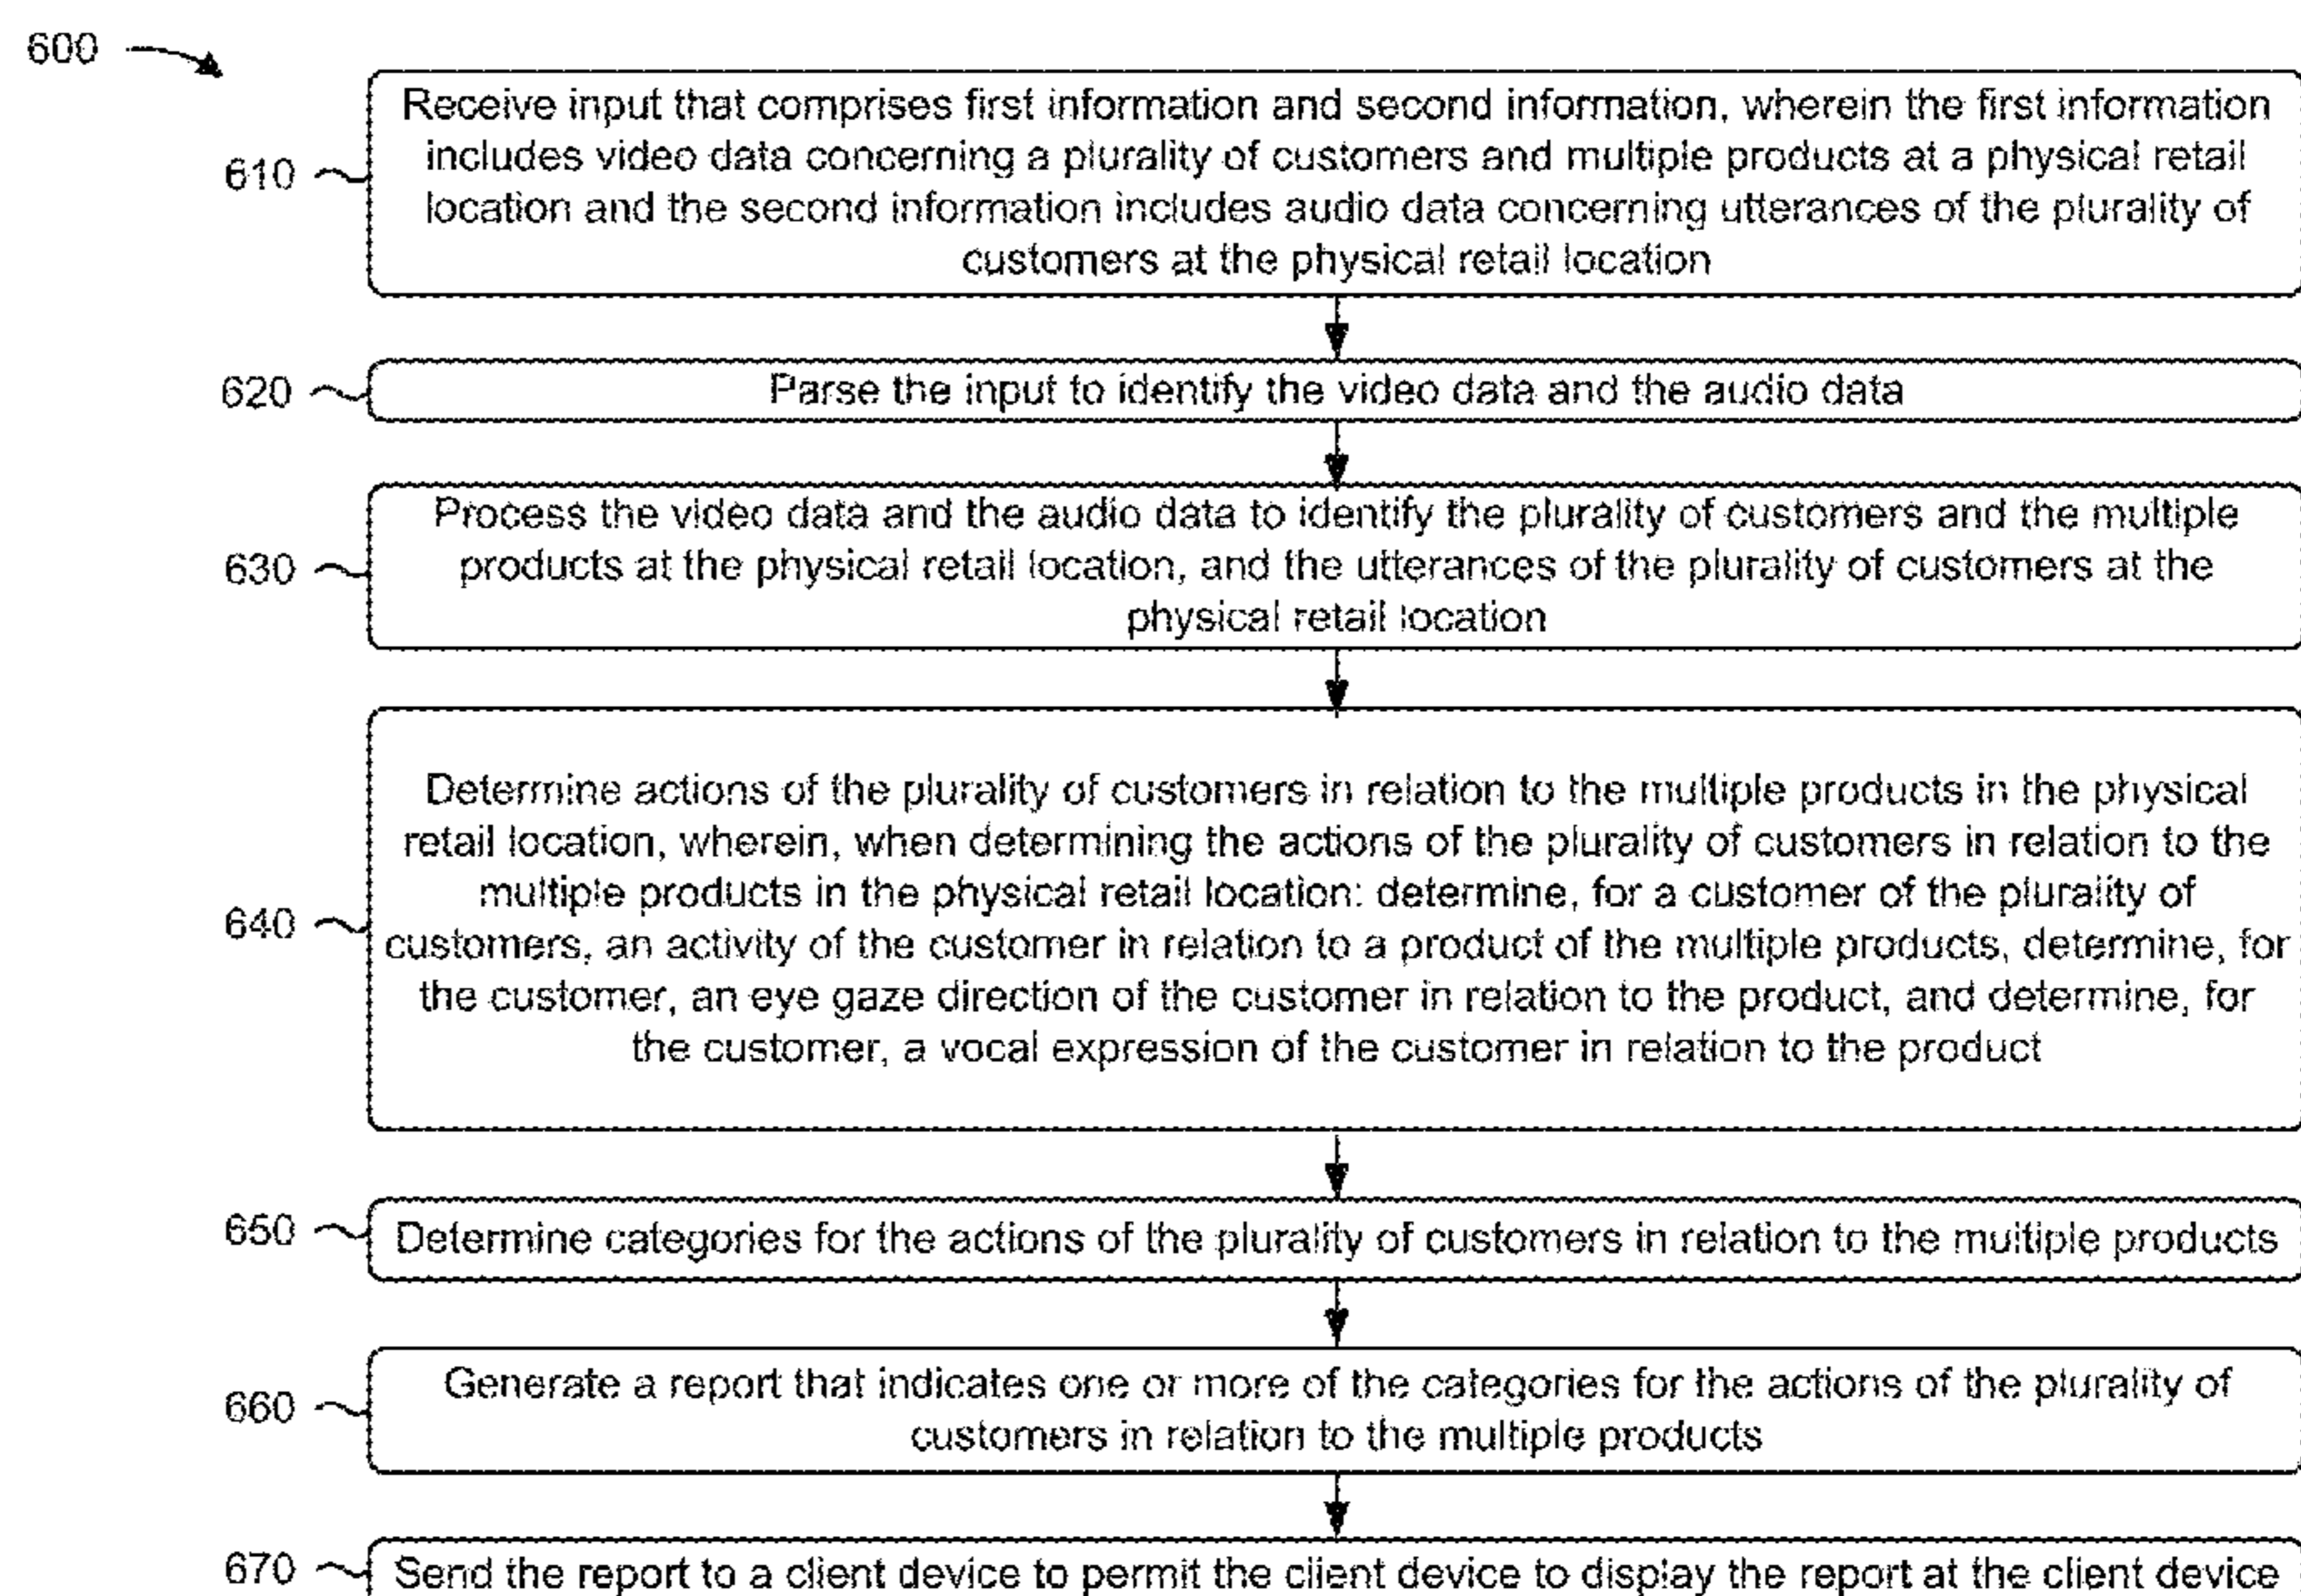 600
Receive input that comprises first information and second information, wherein the first information
includes video data concerning a plurality of customers and multiple products at a physical retail
610
location and the second information includes audio data concerning utterances of the plurality of
customers at the physical retail location
620
Parse the input to identify the video data and the audio data
Process the video data and the audio data to identify the plurality of customers and the multiple
630
products at the physical retail location, and the utterances of the plurality of customers at the
physical retail location
Determine actions of the plurality of customers in relation to the multiple products in the physical
retail location, wherein, when determining the actions of the plurality of customers in relation to the
multiple products in the physical retail location: determine, for a customer of the plurality of
640
customers, an activity of the customer in relation to a product of the multiple products, determine, for
the customer, an eye gaze direction of the customer in relation to the product, and determine, for
the customer, a vocal expression of the customer in relation to the product
650
Determine categories for the actions of the plurality of customers in relation to the multiple products
660
Generate a report that indicates one or more of the categories for the actions of the plurality of
customers in relation to the multiple products
670
Send the report to a client device to permit the client device to display the report at the client device